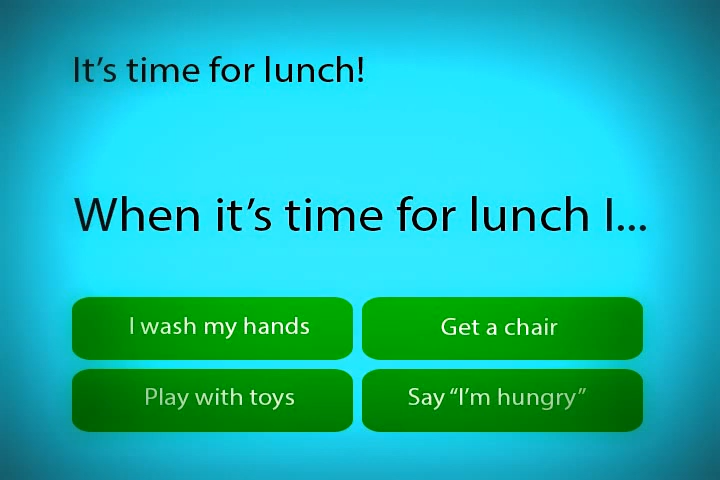 It’s time for lunch!
When it’s time for lunch I...
I wash my hands
Get a chair
Play with toys
Say “I’m hungry”